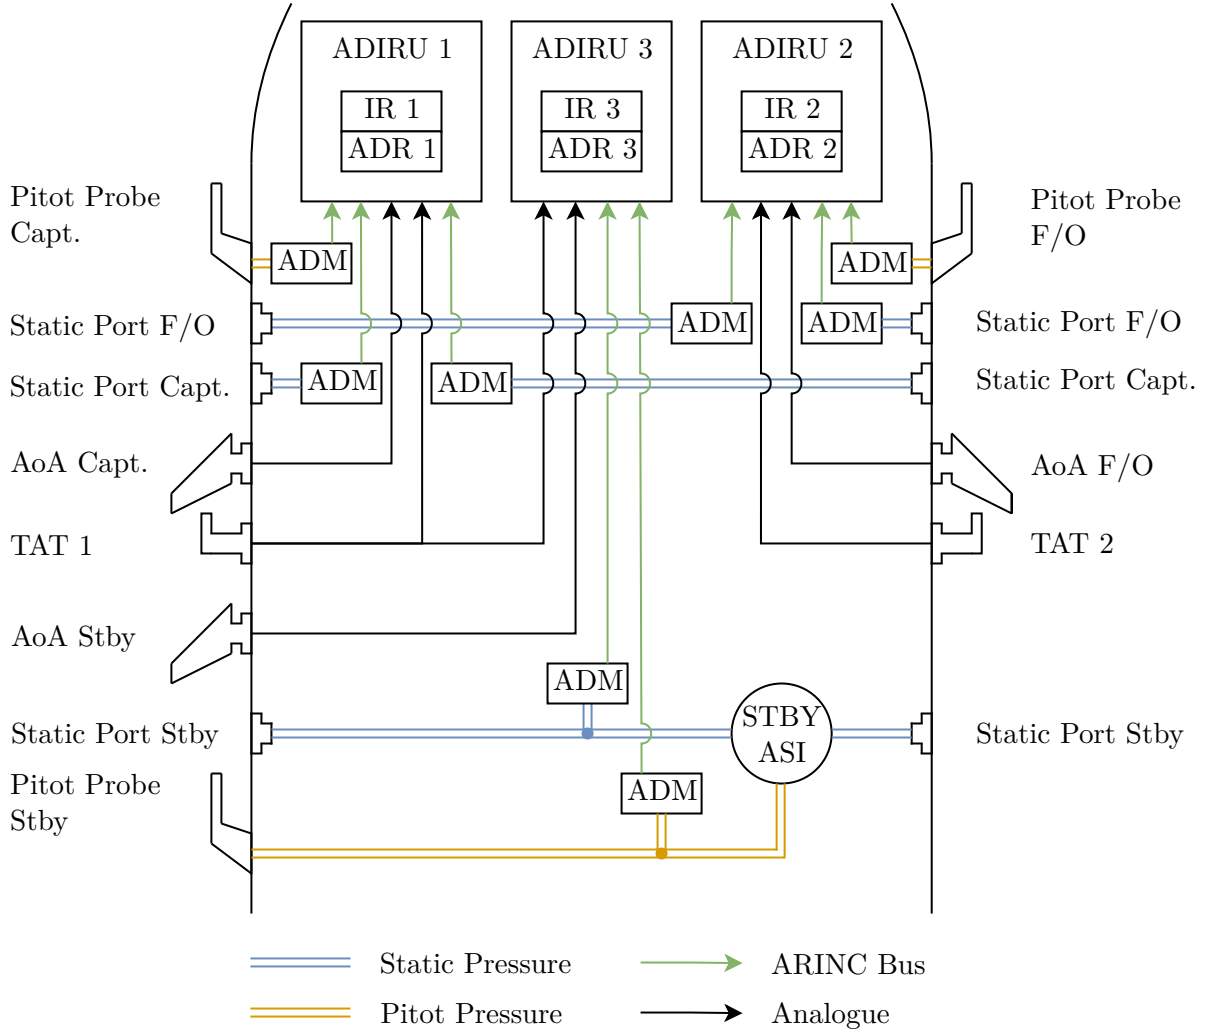 ADIRU 1
ADIRU 3
ADIRU 2
IR 1
IR 3
IR 2
ADR 1
ADR 3
ADR 2
Pitot Probe
Capt.
Pitot Probe
F/O
ADM
ADM
Static Port F/O
ADM
ADM
Static Port F/O
Static Port Capt.
ADM
ADM
Static Port Capt.
AoA Capt.
AoA F/O
TAT 1
TAT 2
AoA Stby
ADM
Static Port Stby
STBY
ASI
Static Port Stby
Pitot Probe
Stby
ADM
Static Pressure
ARINC Bus
Pitot Pressure
Analogue